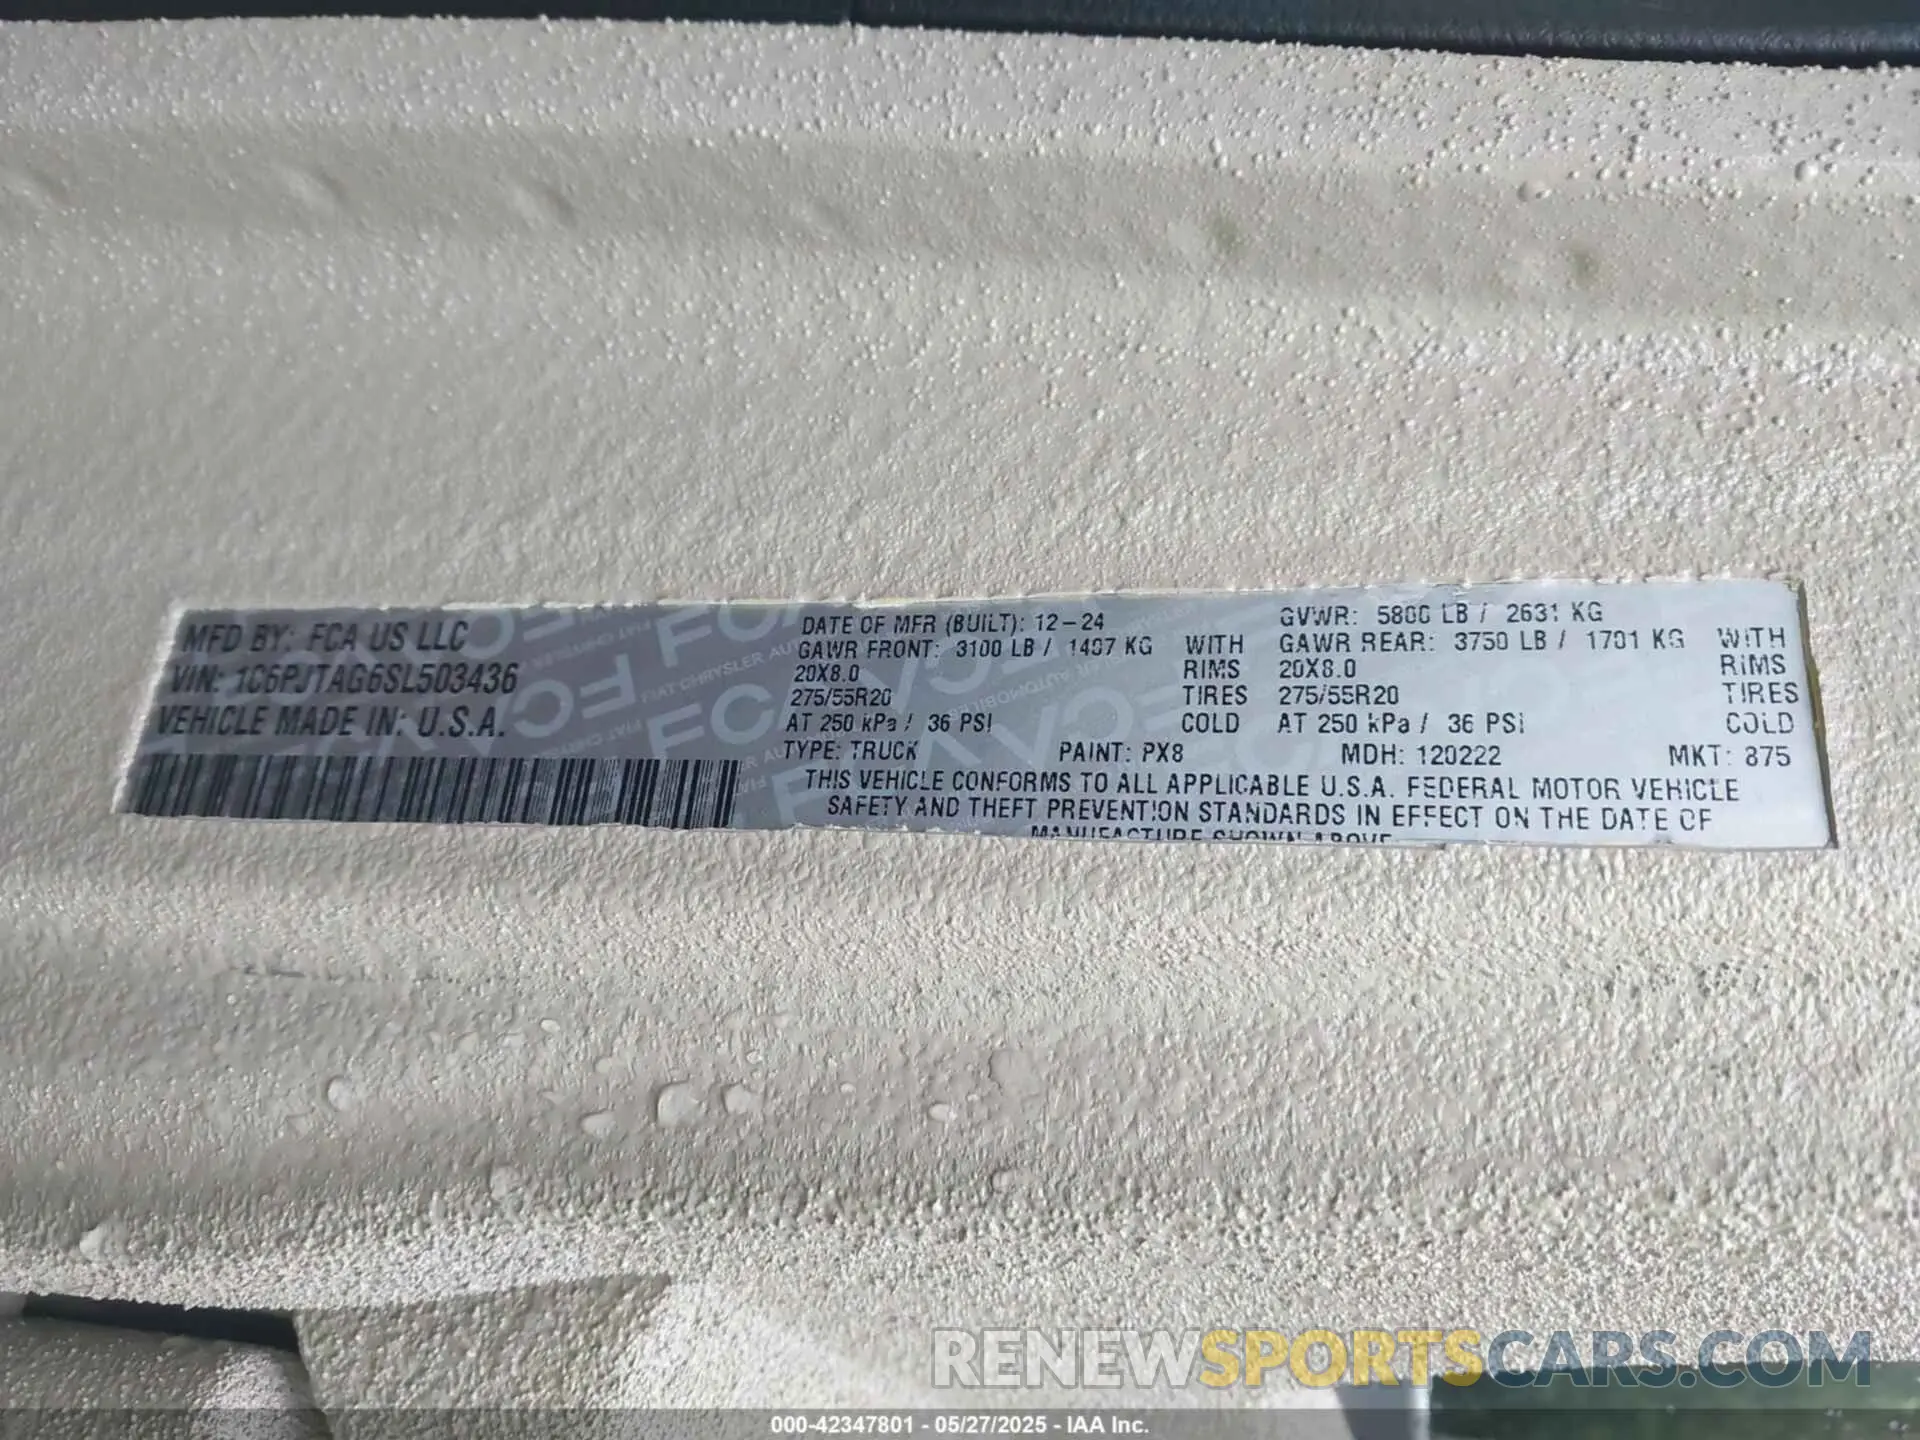 MFD BY: FCA US LLC
VIN: 1C6PJTAG6SL503436
VEHICLE MADE IN: U.S.A.
DATE OF MFR (BUILT): 12-24
GVWR: 5800 LB / 2631 KG
GAWR FRONT: 3100 LB / 1407 KG WITH
GAWR REAR: 3750 LB / 1701 KG WITH
20X8.0 RIMS
20X8.0 RIMS
275/55R20 TIRES
275/55R20 TIRES
AT 250 kPa / 36 PSI COLD
AT 250 kPa / 36 PSI COLD
TYPE: TRUCK PAINT: PX8 MDH: 120222 MKT: 875
THIS VEHICLE CONFORMS TO ALL APPLICABLE U.S.A. FEDERAL MOTOR VEHICLE
SAFETY AND THEFT PREVENTION STANDARDS IN EFFECT ON THE DATE OF
MANUFACTURE SHOWN ABOVE
RENEWSPORTSCARS.COM
000-42347801 - 05/27/2025 - IAA Inc.